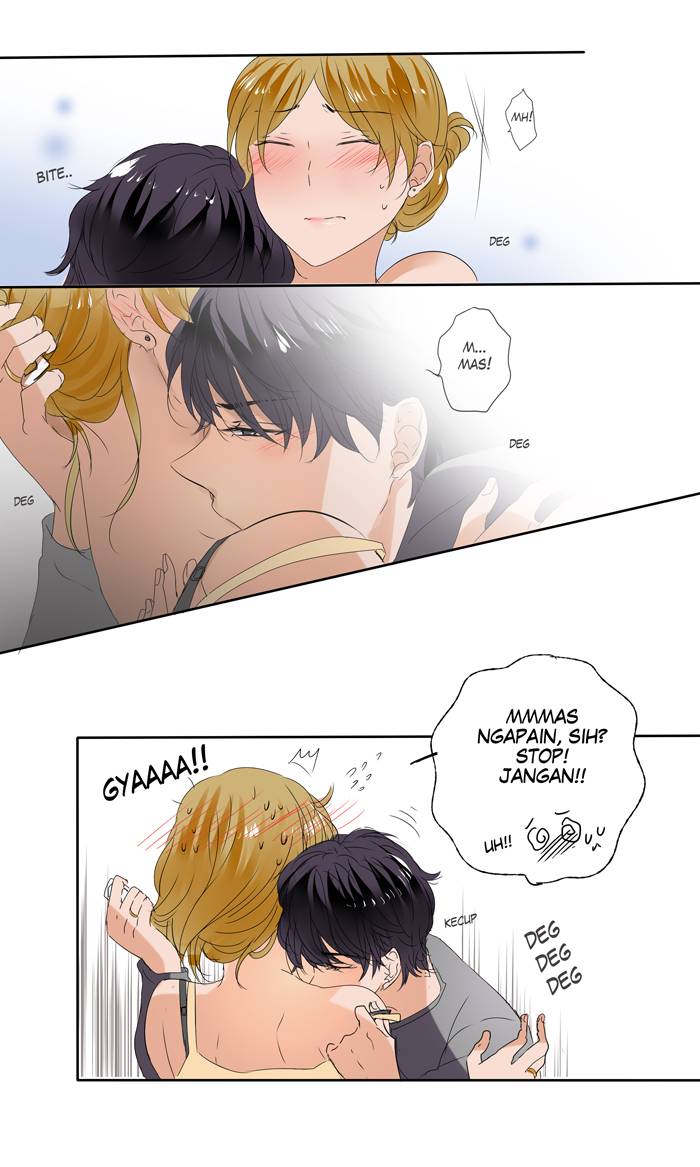 MH!
BITE..
DEG
M...
MAS!
DEG
DEG
MMMAS
NGAPAIN, SIH?
STOP!
JANGAN!!
UH!!
GYAAAA!!
KECUP
DEG
DEG
DEG